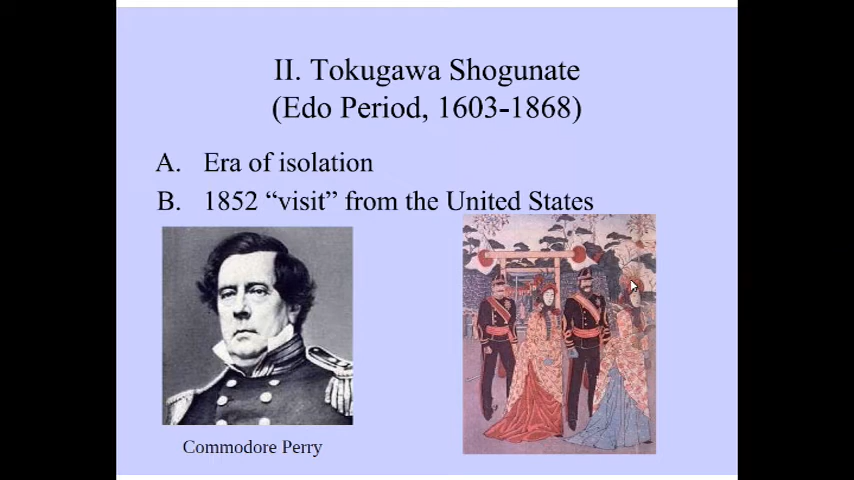 II. Tokugawa Shogunate
(Edo Period, 1603-1868)
A. Era of isolation
B. 1852 “visit” from the United States
Commodore Perry